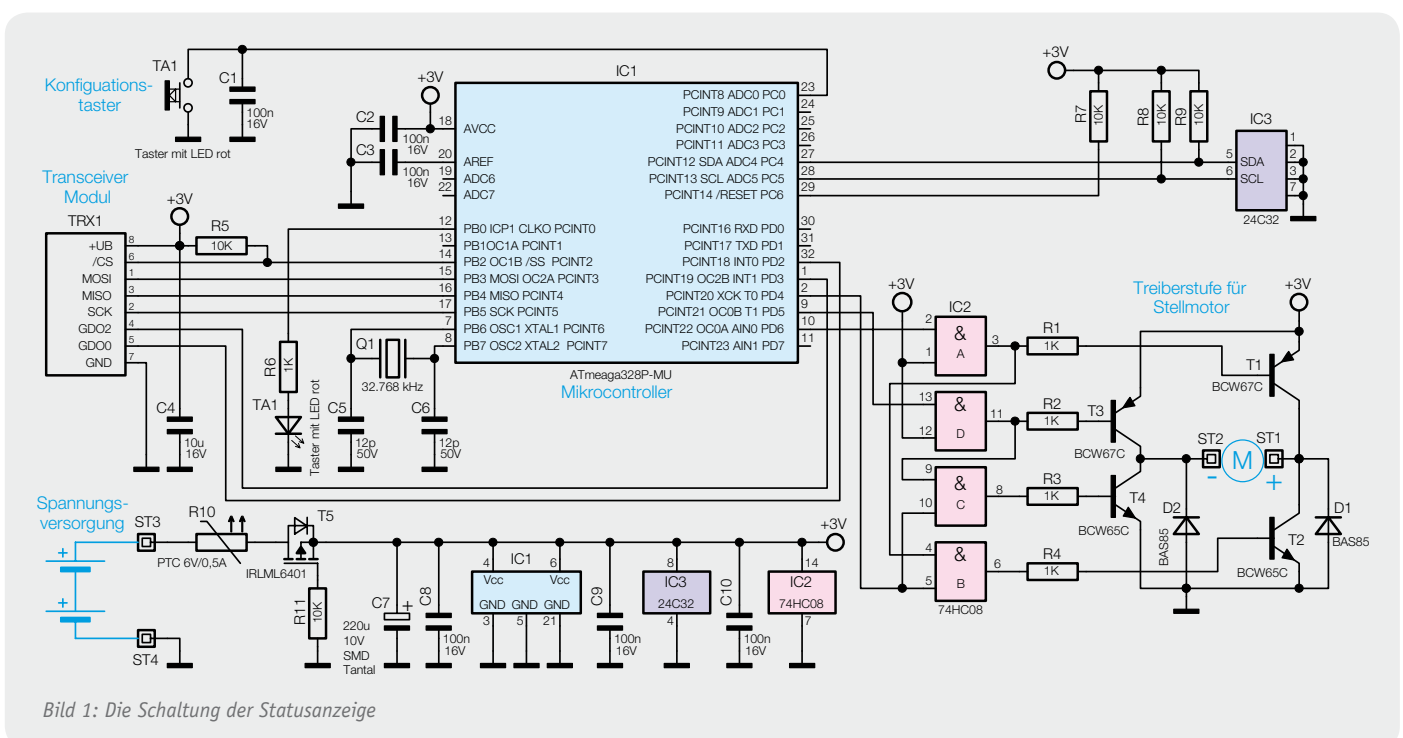 Konfiguations-
taster
TA1
C1
100n
16V
Taster mit LED rot
+3V
C2
100n
16V
C3
100n
16V
IC1
18 AVCC
20 AREF
19 ADC6
22 ADC7
12 PB0 ICP1 CLKO PCINT0
13 PB1OC1A PCINT1
14 PB2 OC1B /SS PCINT2
15 PB3 MOSI OC2A PCINT3
16 PB4 MISO PCINT4
17 PB5 SCK PCINT5
7 PB6 OSC1 XTAL1 PCINT6
8 PB7 OSC2 XTAL2 PCINT7
PCINT8 ADC0 PC0 23
PCINT9 ADC1 PC1 24
PCINT10 ADC2 PC2 25
PCINT11 ADC3 PC3 26
PCINT12 SDA ADC4 PC4 27
PCINT13 SCL ADC5 PC5 28
PCINT14 /RESET PC6 29
PCINT16 RXD PD0 30
PCINT17 TXD PD1 31
PCINT18 INT0 PD2 32
PCINT19 OC2B INT1 PD3 1
PCINT20 XCK T0 PD4 2
PCINT21 OC0B T1 PD5 9
PCINT22 OC0A AIN0 PD6 10
PCINT23 AIN1 PD7 11
ATmeaga328P-MU
Mikrocontroller
+3V
R7
10K
R8
10K
R9
10K
IC3
5 SDA
6 SCL
1
2
3
7
24C32
Transceiver
Modul
TRX1
+3V
R5
10K
+UB 8
/CS 6
MOSI 1
MISO 3
SCK 2
GDO2 4
GDO0 5
GND 7
C4
10u
16V
R6
1K
TA1
Taster mit LED rot
Q1
32.768 kHz
C5
12p
50V
C6
12p
50V
+3V
IC2
2
1
&
A
3
13
12
&
D
11
9
10
&
C
8
4
5
&
B
6
74HC08
R1
1K
R2
1K
R3
1K
R4
1K
Treiberstufe für
Stellmotor
+3V
T1
BCW67C
T3
BCW67C
T4
BCW65C
T2
BCW65C
ST2
M
ST1
-
+
D2
BAS85
D1
BAS85
Spannungs-
versorgung
+
+
ST3
ST4
R10
PTC 6V/0,5A
T5
IRLML6401
R11
10K
C7
+
220u
10V
SMD
Tantal
C8
100n
16V
IC1
4
6
Vcc
Vcc
GND GND GND
3
5
21
C9
100n
16V
8
IC3
24C32
4
C10
100n
16V
14
IC2
74HC08
7
+3V
Bild 1: Die Schaltung der Statusanzeige